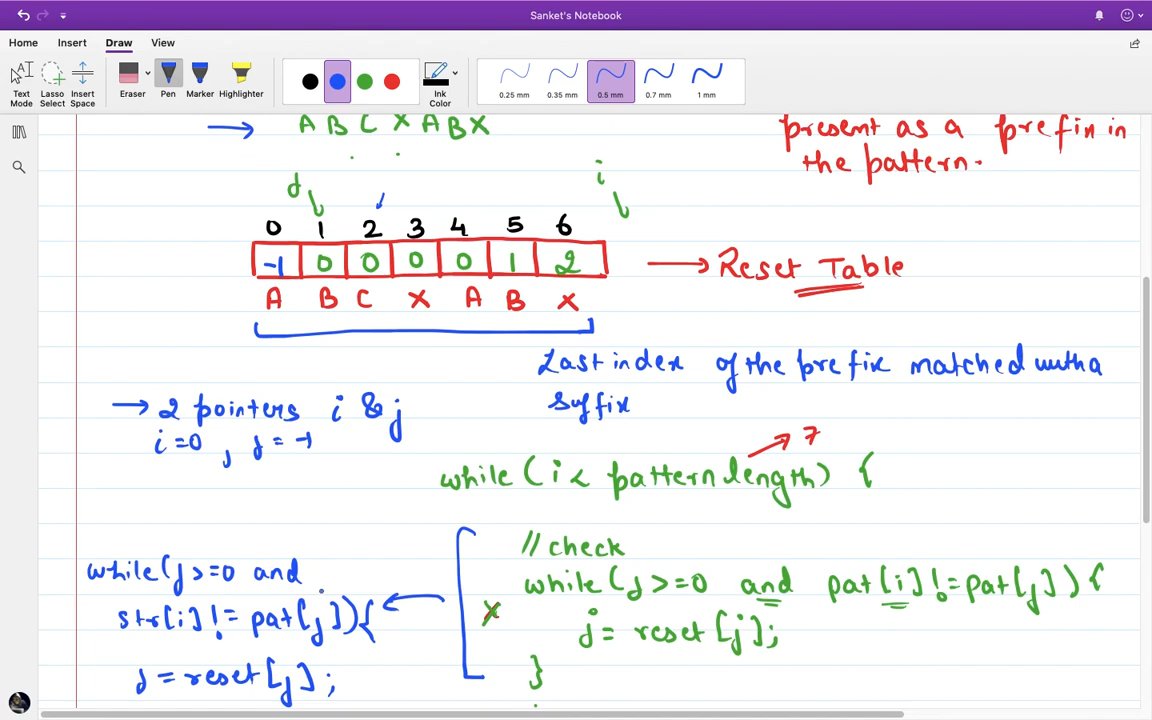 Sanket's Notebook
Home Insert Draw View
Text Mode
Lasso Select
Insert Space
Eraser
Pen
Marker
Highlighter
Ink Color
0.25 mm
0.35 mm
0.5 mm
0.7 mm
1 mm
A B C X A B X
present as a prefix in
the pattern.
j i
0 1 2 3 4 5 6
-1 0 0 0 0 1 2
→ Reset Table
A B C X A B X
Last index of the prefix matched with a
suffix
→ 2 pointers i & j
i = 0, j = -1
7
while (i < pattern length) {
// check
while (j >= 0 and pat[i] != pat[j]) {
j = reset[j];
}
while (j >= 0 and
str[i] != pat[j]) {
j = reset[j];
X